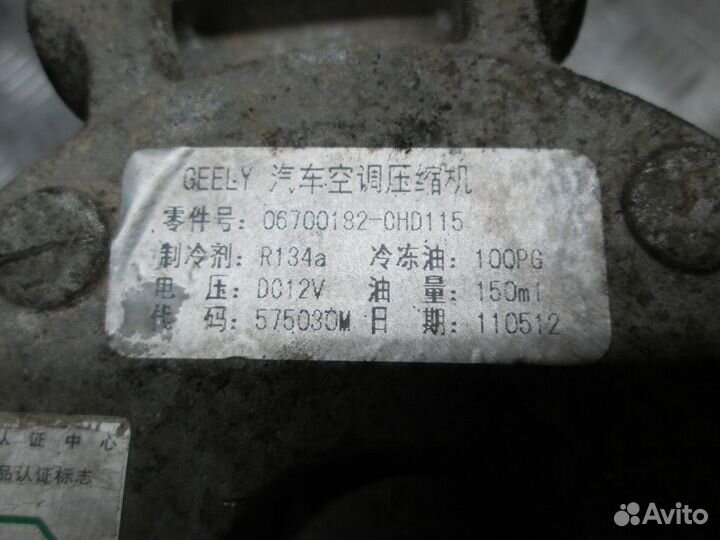 GEELY 汽车空调压缩机
零件号: 06700182-CHD115
制冷剂: R134a 冷冻油: 100PG
电 压: DC12V 油 量: 150ml
代 码: 575030M 日 期: 110512
认 证 中 心
品认证标志
Avito